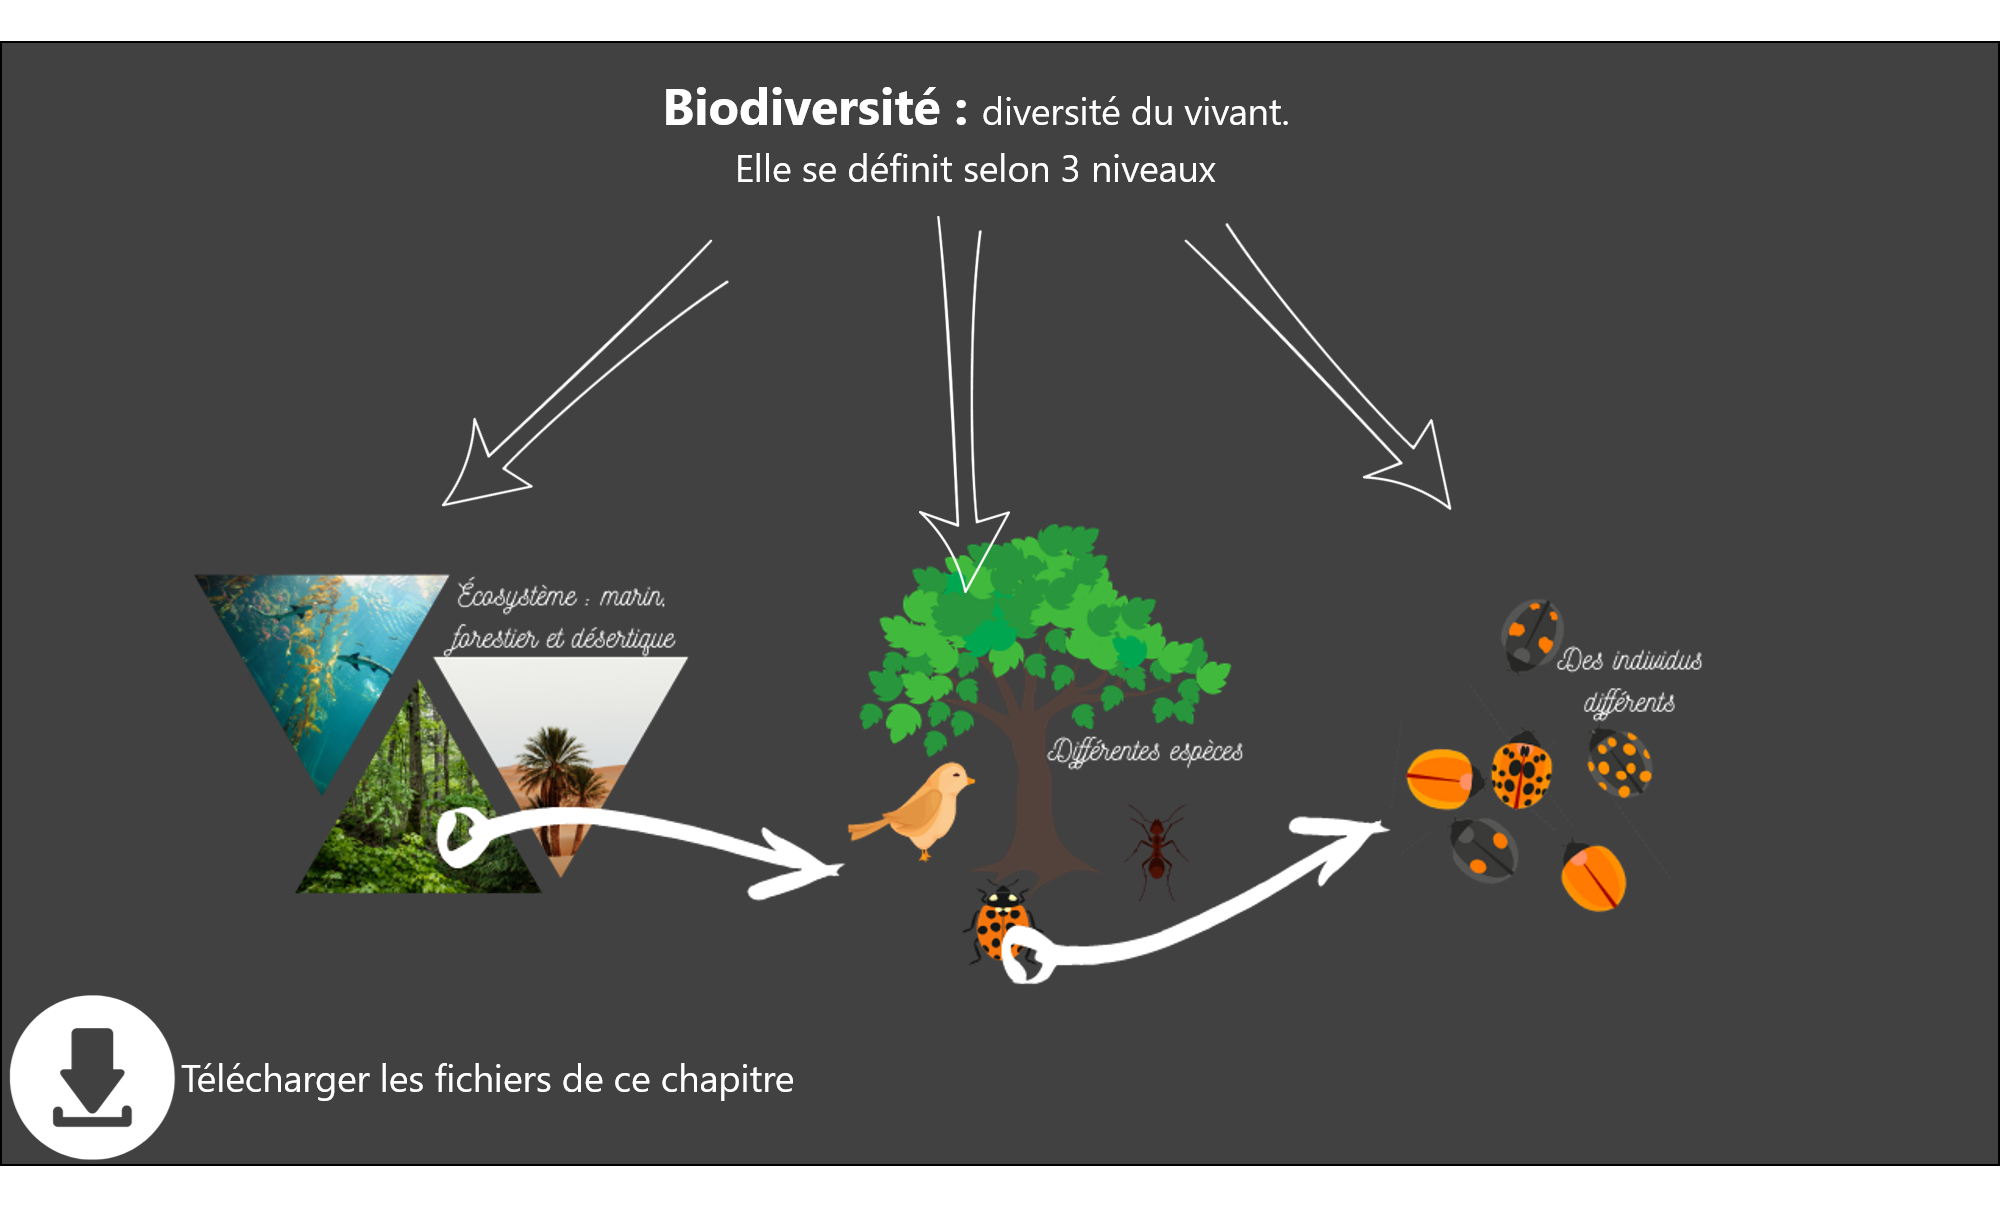 Biodiversité : diversité du vivant.
Elle se définit selon 3 niveaux
Écosystème : marin,
forestier et désertique
Des individus
différents
Différentes espèces
Télécharger les fichiers de ce chapitre